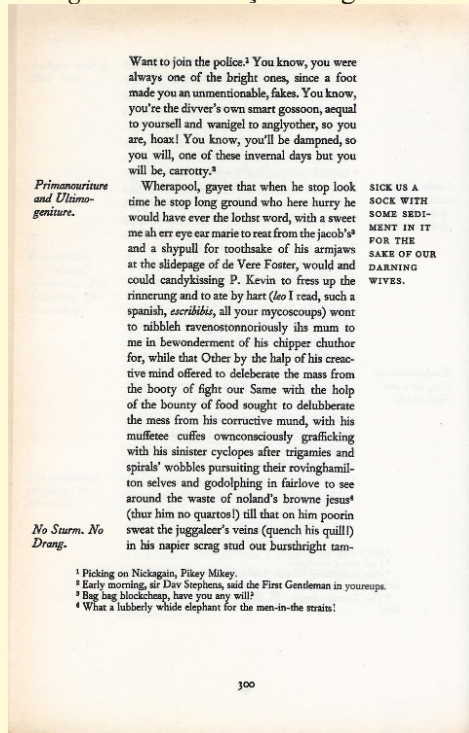 Want to join the police.¹ You know, you were
always one of the bright ones, since a foot
made you an unmentionable, fakes. You know,
you're the divver's own smart gossoon, aequal
to yoursell and wanigel to anglyother, so you
are, hoax! You know, you'll be dampned, so
you will, one of these invernal days but you
will be, carrotty.²
Primanouriture
and Ultimo-
geniture.
Wherapool, gayet that when he stop look
time he stop long ground who here hurry he
would have ever the lothst word, with a sweet
me ah err eye ear marie to reat from the jacob's³
and a shypull for toothsake of his armjaws
at the slidepage of de Vere Foster, would and
could candykissing P. Kevin to fress up the
rinnerung and to ate by hart (leo I read, such a
spanish, escribibis, all your mycoscoups) wont
to nibbleh ravenostonnoriously ihs mum to
me in bewonderment of his chipper chuthor
for, while that Other by the halp of his creac-
tive mind offered to deleberate the mass from
the booty of fight our Same with the holp
of the bounty of food sought to delubberate
the mess from his corructive mund, with his
muffetee cuffes ownconsciously grafficking
with his sinister cyclopes after trigamies and
spirals' wobbles pursuiting their rovinghamil-
ton selves and godolphing in fairlove to see
around the waste of noland's browne jesus⁴
(thur him no quartos!) till that on him poorin
sweat the juggaleer's veins (quench his quill!)
in his napier scrag stud out bursthright tam-
SICK US A
SOCK WITH
SOME SEDI-
MENT IN IT
FOR THE
SAKE OF OUR
DARNING
WIVES.
No Sturm. No
Drang.
¹ Picking on Nickagain, Pikey Mikey.
² Early morning, sir Dav Stephens, said the First Gentleman in youreups.
³ Bag bag blockcheap, have you any will?
⁴ What a lubberly whide elephant for the men-in-the straits!
300